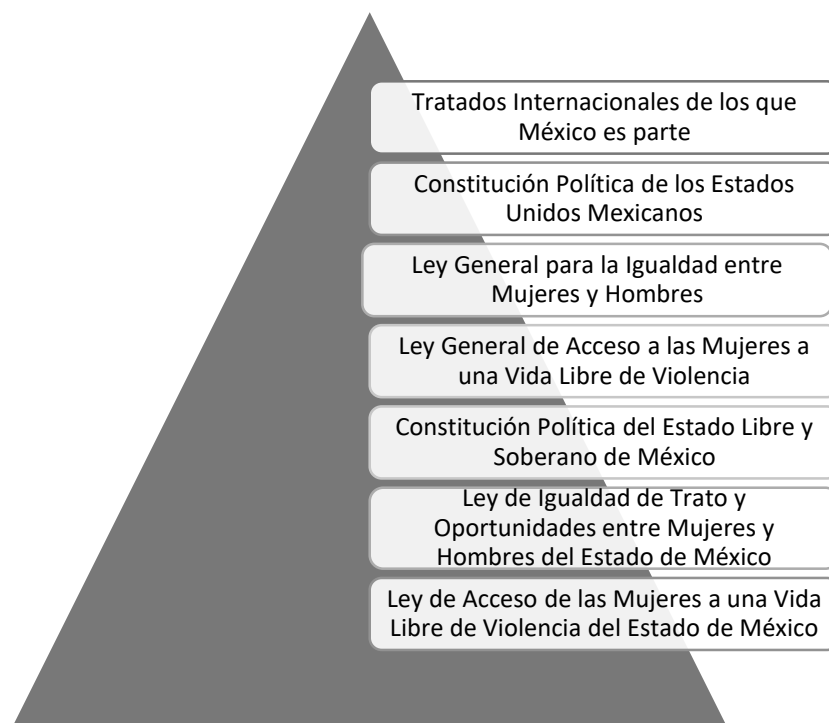 Tratados Internacionales de los que
México es parte
Constitución Política de los Estados
Unidos Mexicanos
Ley General para la Igualdad entre
Mujeres y Hombres
Ley General de Acceso a las Mujeres a
una Vida Libre de Violencia
Constitución Política del Estado Libre y
Soberano de México
Ley de Igualdad de Trato y
Oportunidades entre Mujeres y
Hombres del Estado de México
Ley de Acceso de las Mujeres a una Vida
Libre de Violencia del Estado de México